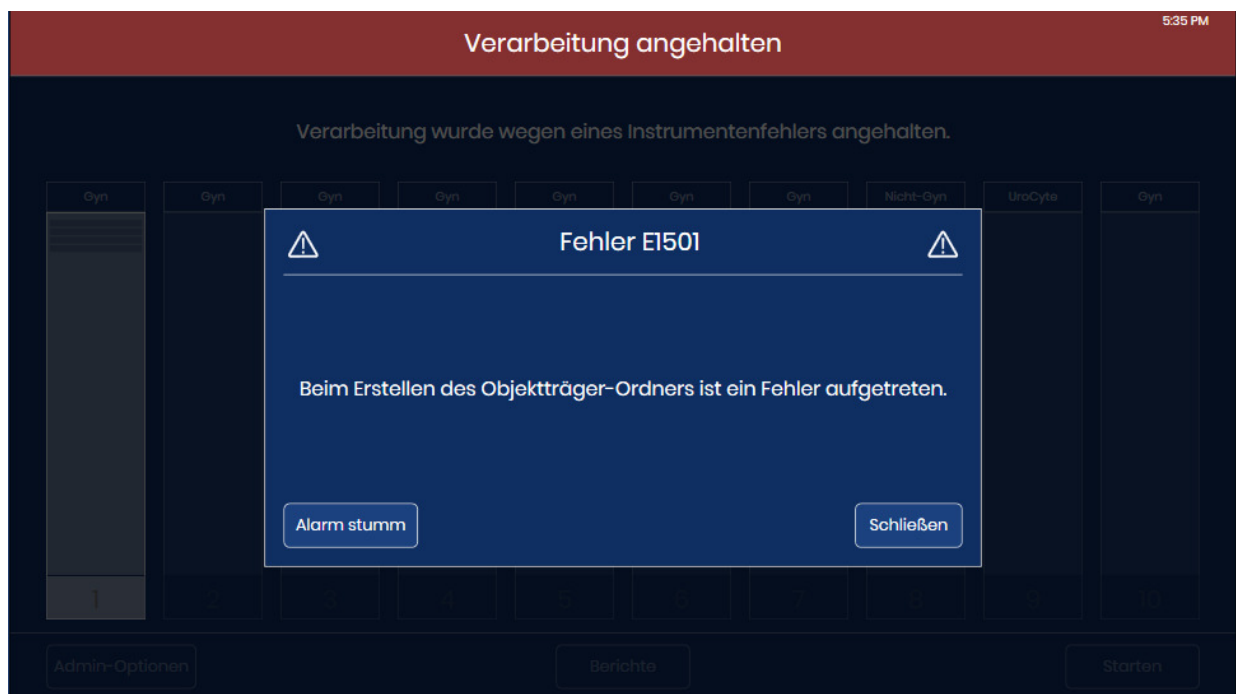 5:35 PM
Verarbeitung angehalten
Verarbeitung wurde wegen eines Instrumentenfehlers angehalten.
Gyn Gyn Gyn Gyn Gyn Gyn Gyn Nicht-Gyn UroCyte Gyn
Fehler E1501
Beim Erstellen des Objektträger-Ordners ist ein Fehler aufgetreten.
Alarm stumm Schließen
1 2 3 4 5 6 7 8 9 10
Admin-Optionen Berichte Starten